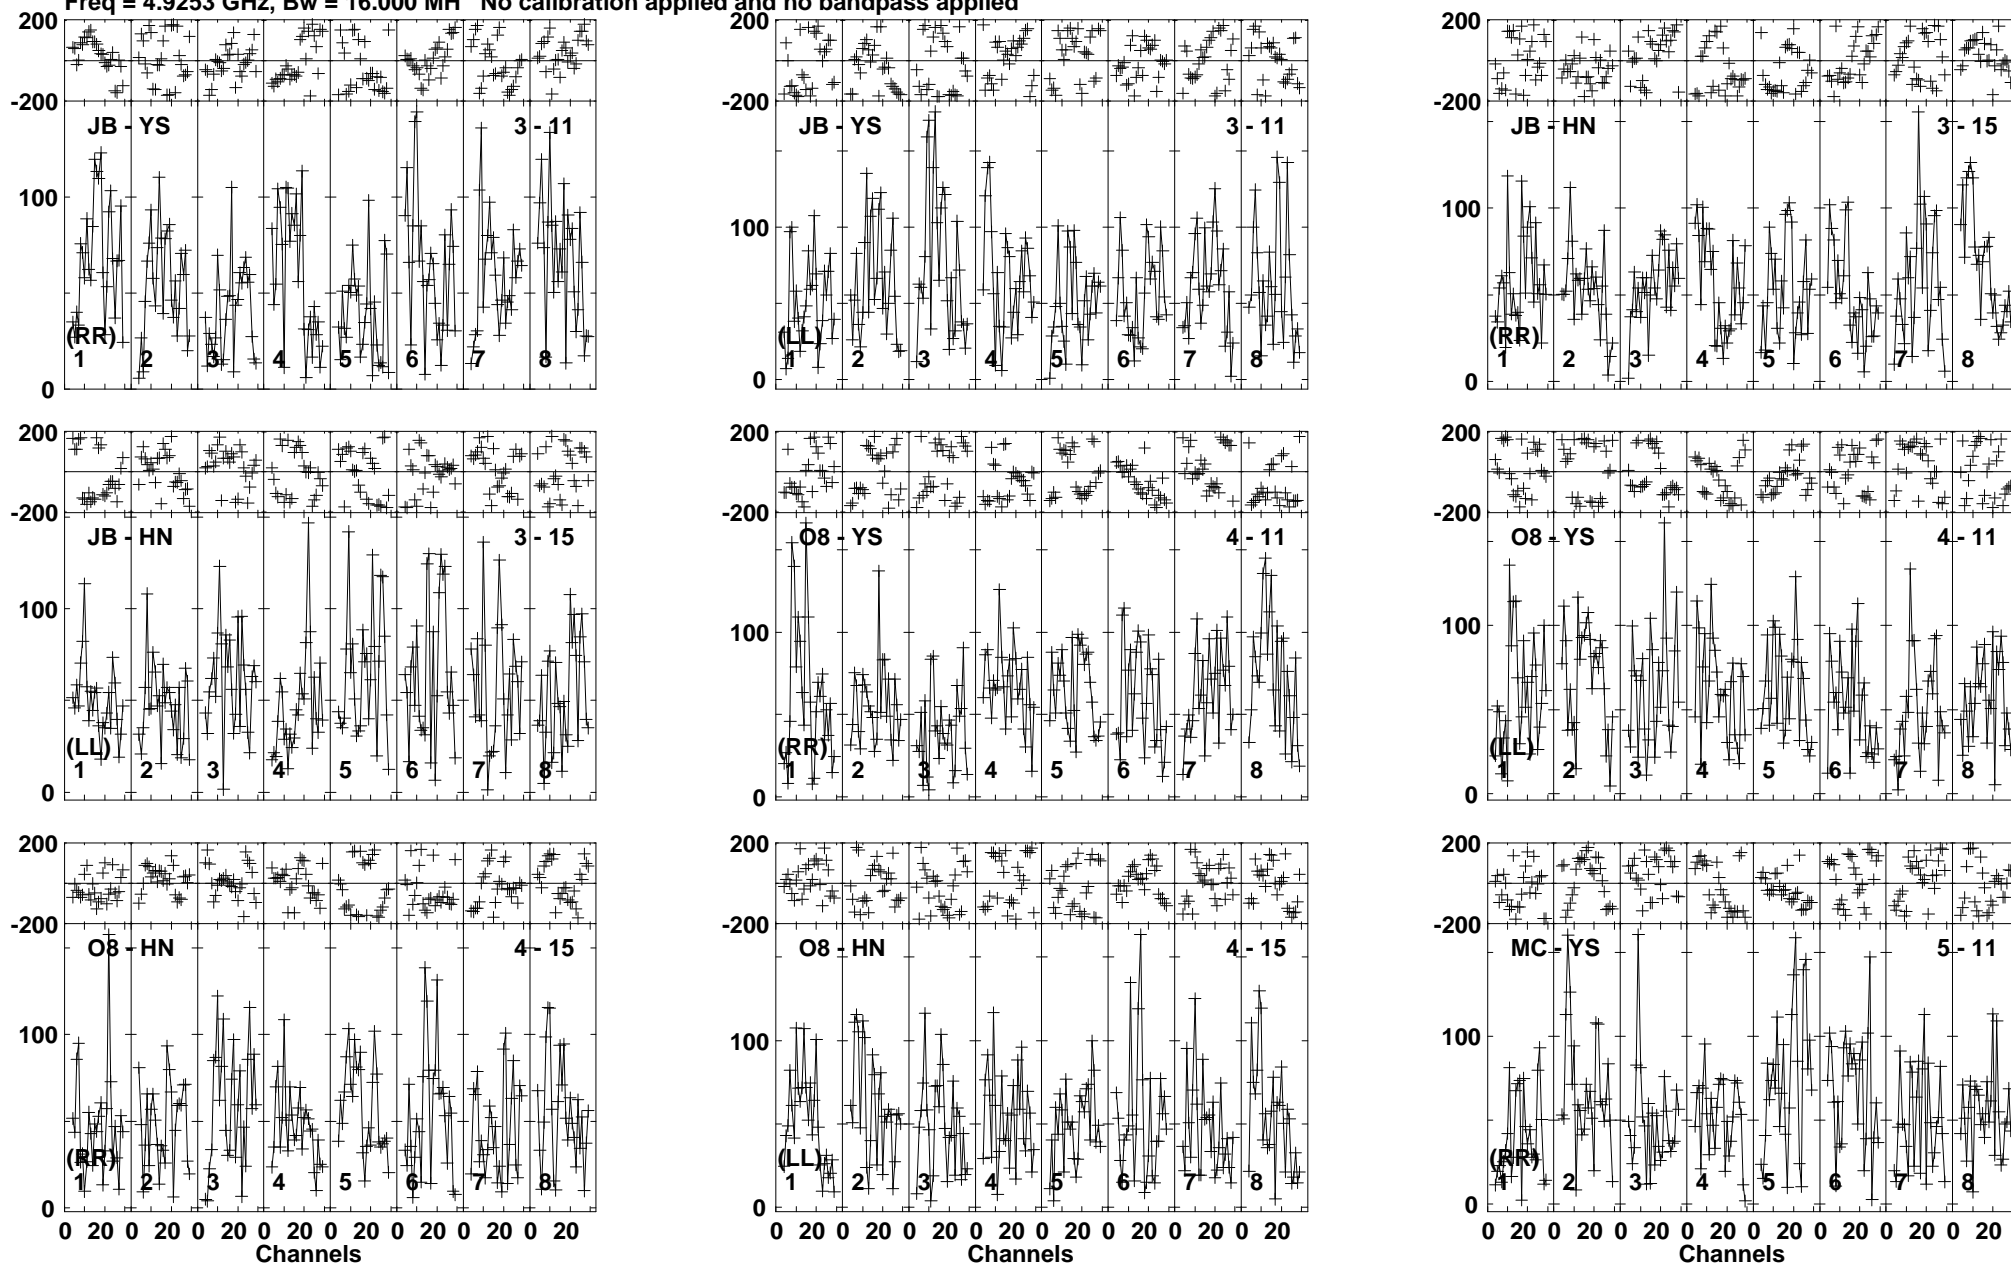 Freq = 4.9253 GHz, Bw = 16.000 MH No calibration applied and no bandpass applied
200 200 200
-200 -200 -200
JB - YS 3 - 11 JB - YS 3 - 11 JB - HN 3 - 15
100 100 100
(RR) (LL) (RR)
1 2 3 4 5 6 7 8 1 2 3 4 5 6 7 8 1 2 3 4 5 6 7 8
0 0 0
200 200 200
-200 -200 -200
JB - HN 3 - 15 O8 - YS 4 - 11 O8 - YS 4 - 11
100 100 100
(LL) (RR) (LL)
1 2 3 4 5 6 7 8 1 2 3 4 5 6 7 8 1 2 3 4 5 6 7 8
0 0 0
200 200 200
-200 -200 -200
O8 - HN 4 - 15 O8 - HN 4 - 15 MC - YS 5 - 11
100 100 100
(RR) (LL) (RR)
1 2 3 4 5 6 7 8 1 2 3 4 5 6 7 8 1 2 3 4 5 6 7 8
0 0 0
0 20 0 20 0 20 0 20 0 20 0 20 0 20 0 20 0 20 0 20 0 20 0 20 0 20 0 20 0 20 0 20 0 20 0 20 0 20 0 20 0 20 0 20 0 20 0 20
Channels Channels Channels